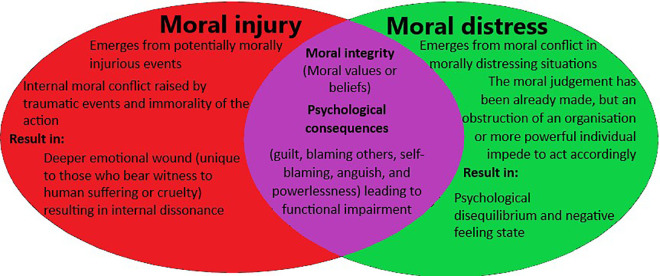 Moral injury
Emerges from potentially morally
injurious events
Internal moral conflict raised by
traumatic events and immorality of the
action
Result in:
Deeper emotional wound (unique
to those who bear witness to
human suffering or cruelty)
resulting in internal dissonance
Moral integrity
(Moral values or
beliefs)
Psychological
consequences
(guilt, blaming others, self-
blaming, anguish, and
powerlessness) leading to
functional impairment
Moral distress
Emerges from moral conflict in
morally distressing situations
The moral judgement has
been already made, but an
obstruction of an organisation
or more powerful individual
impede to act accordingly
Result in:
Psychological
disequilibrium and negative
feeling state